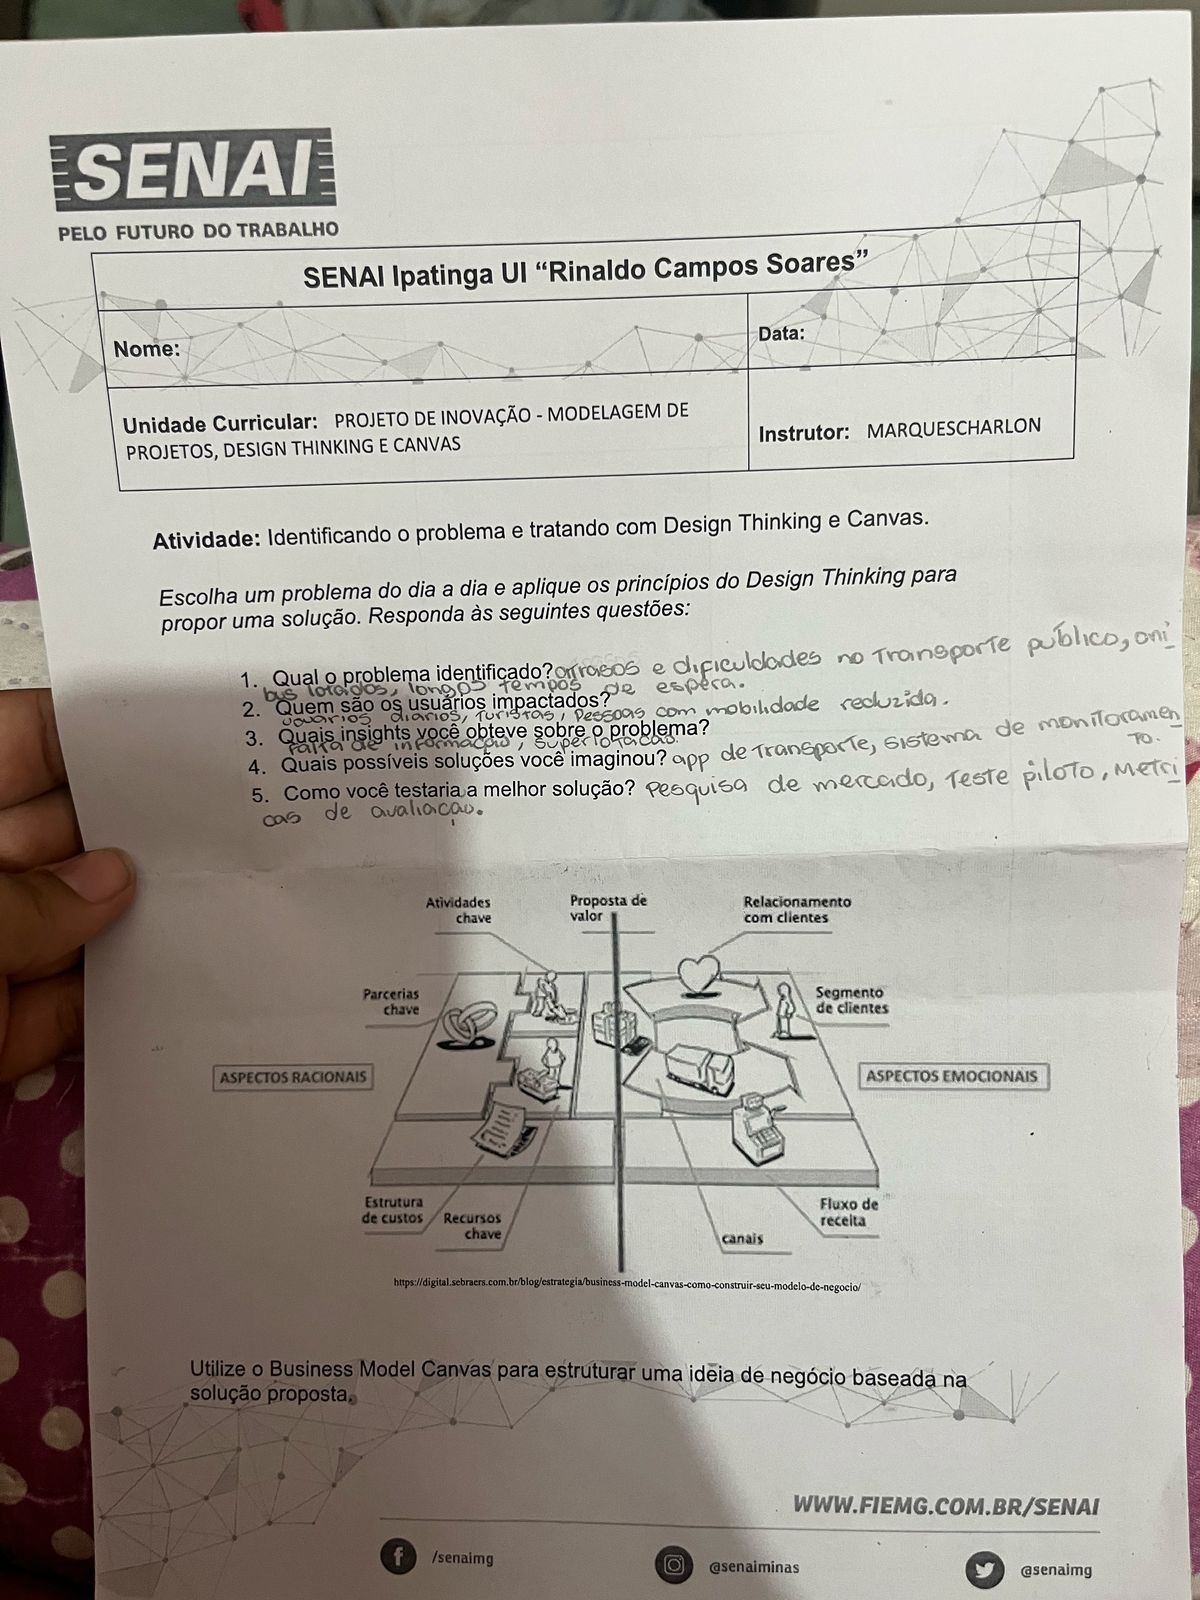 SENAI
PELO FUTURO DO TRABALHO
SENAI Ipatinga UI “Rinaldo Campos Soares”
Nome:
Data:
Unidade Curricular: PROJETO DE INOVAÇÃO - MODELAGEM DE
PROJETOS, DESIGN THINKING E CANVAS
Instrutor: MARQUESCHARLON
Atividade: Identificando o problema e tratando com Design Thinking e Canvas.
Escolha um problema do dia a dia e aplique os princípios do Design Thinking para
propor uma solução. Responda às seguintes questões:
1. Qual o problema identificado? atrasos e dificuldades no Transporte público, oni
bus lotados, longos tempos de espera.
2. Quem são os usuários impactados?
usuários diários, turistas, pessoas com mobilidade reduzida.
3. Quais insights você obteve sobre o problema?
falta de informação, superlotação.
4. Quais possíveis soluções você imaginou? app de Transporte, sistema de monitoramen
TO.
5. Como você testaria a melhor solução? Pesquisa de mercado, Teste piloto, Metri
cas de avaliação.
Atividades
chave
Proposta de
valor
Relacionamento
com clientes
Parcerias
chave
Segmento
de clientes
ASPECTOS RACIONAIS
ASPECTOS EMOCIONAIS
Estrutura
de custos
Recursos
chave
canais
Fluxo de
receita
https://digital.sebraers.com.br/blog/estrategia/business-model-canvas-como-construir-seu-modelo-de-negocio/
Utilize o Business Model Canvas para estruturar uma ideia de negócio baseada na
solução proposta.
WWW.FIEMG.COM.BR/SENAI
/senaimg
@senaiminas
@senaimg